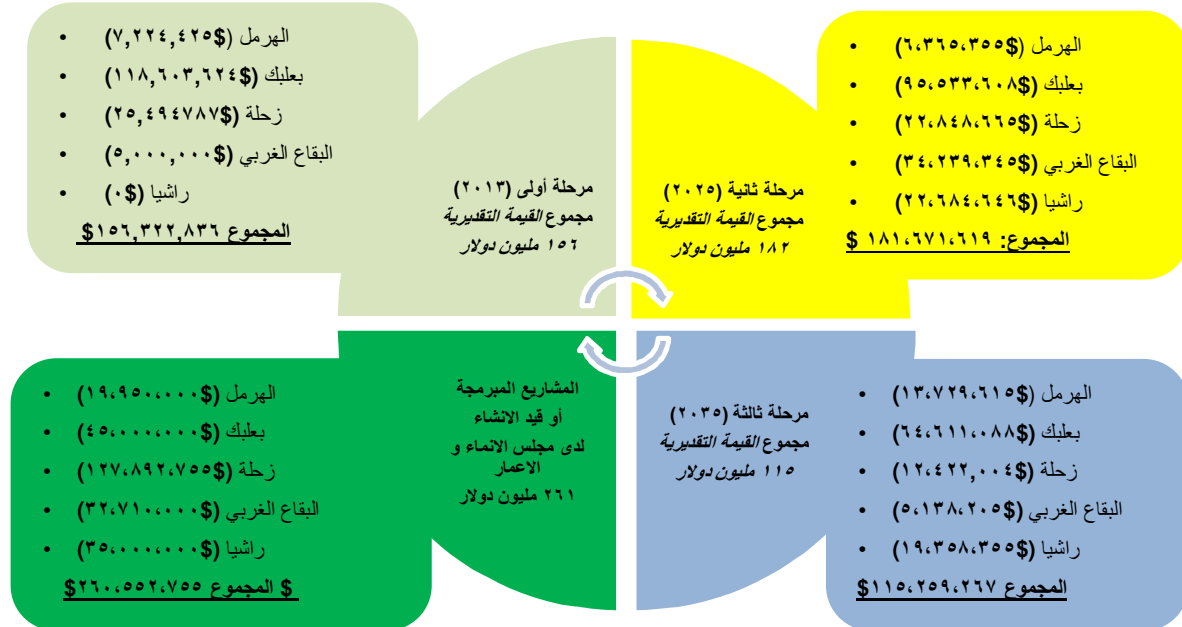 • الهرمل (٧,٢٢٤,٤٢٥$)
• بعلبك (١١٨,٦٠٣,٦٢٤$)
• زحلة (٢٥,٤٩٤٧٨٧$)
• البقاع الغربي (٥,٠٠٠,٠٠٠$)
• راشيا (٠$)
المجموع ١٥٦,٣٢٢,٨٣٦$
مرحلة أولى (٢٠١٣)
مجموع القيمة التقديرية
١٥٦ مليون دولار
• الهرمل (٦،٣٦٥،٣٥٥$)
• بعلبك (٩٥،٥٣٣،٦٠٨$)
• زحلة (٢٢،٨٤٨،٦٦٥$)
• البقاع الغربي (٣٤،٢٣٩،٣٤٥$)
• راشيا (٢٢،٦٨٤،٦٤٦$)
المجموع: ١٨١،٦٧١،٦١٩ $
مرحلة ثانية (٢٠٢٥)
مجموع القيمة التقديرية
١٨٢ مليون دولار
• الهرمل (١٣،٧٢٩،٦١٥$)
• بعلبك (٦٤،٦١١،٠٨٨$)
• زحلة (١٢،٤٢٢,٠٠٤$)
• البقاع الغربي (٥،١٣٨،٢٠٥$)
• راشيا (١٩،٣٥٨،٣٥٥$)
المجموع ١١٥،٢٥٩،٢٦٧$
مرحلة ثالثة (٢٠٣٥)
مجموع القيمة التقديرية
١١٥ مليون دولار
• الهرمل (١٩،٩٥٠،٠٠٠$)
• بعلبك (٤٥،٠٠٠،٠٠٠$)
• زحلة (١٢٧،٨٩٢،٧٥٥$)
• البقاع الغربي (٣٢،٧١٠،٠٠٠$)
• راشيا (٣٥،٠٠٠،٠٠٠$)
$ المجموع ٢٦٠،٥٥٢،٧٥٥$
المشاريع المبرمجة
أو قيد الانشاء
لدى مجلس الانماء و
الاعمار
٢٦١ مليون دولار